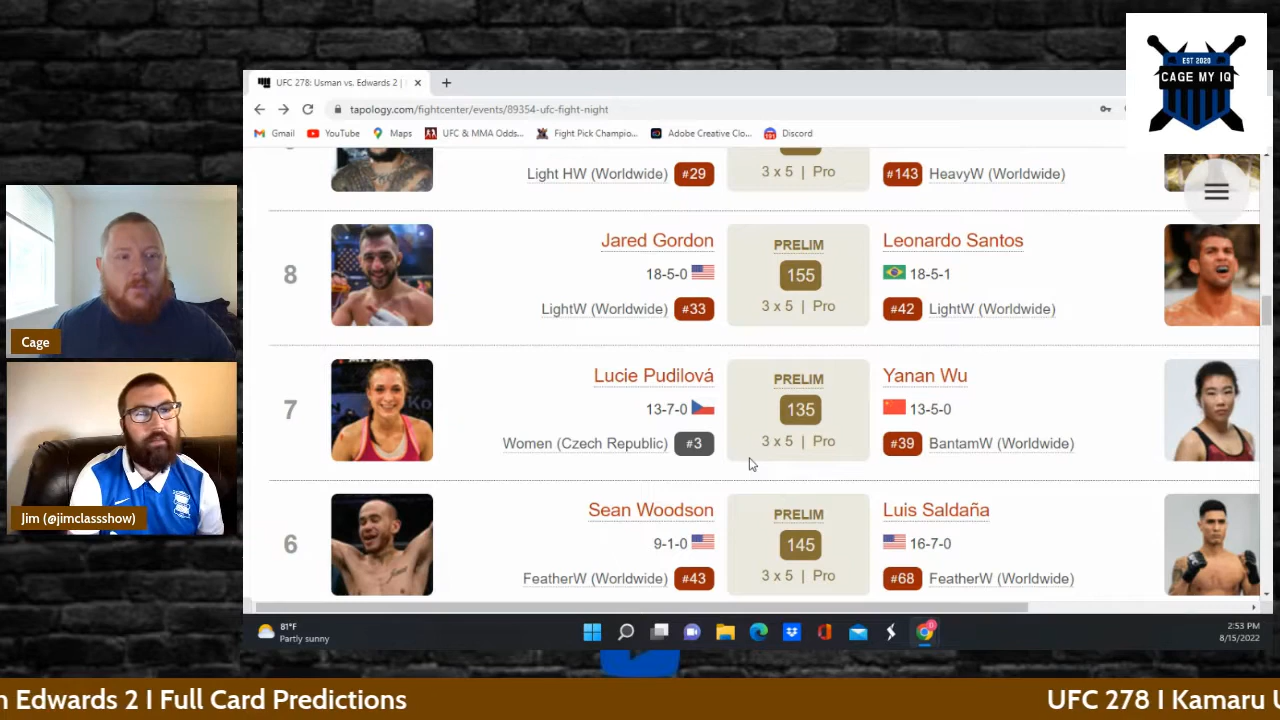 EST 2020
CAGE MY IQ
UFC 278: Usman vs. Edwards 2 |
tapology.com/fightcenter/events/89354-ufc-fight-night
Gmail
YouTube
Maps
UFC & MMA Odds...
Fight Pick Champio...
Adobe Creative Clo...
Discord
Light HW (Worldwide) #29
3 x 5 | Pro
#143 HeavyW (Worldwide)
8
Jared Gordon
18-5-0
LightW (Worldwide) #33
PRELIM
155
3 x 5 | Pro
Leonardo Santos
18-5-1
#42 LightW (Worldwide)
7
Lucie Pudilová
13-7-0
Women (Czech Republic) #3
PRELIM
135
3 x 5 | Pro
Yanan Wu
13-5-0
#39 BantamW (Worldwide)
6
Sean Woodson
9-1-0
FeatherW (Worldwide) #43
PRELIM
145
3 x 5 | Pro
Luis Saldaña
16-7-0
#68 FeatherW (Worldwide)
Cage
Jim (@jimclassshow)
81°F
Partly sunny
2:53 PM
8/15/2022
n Edwards 2 I Full Card Predictions
UFC 278 I Kamaru U